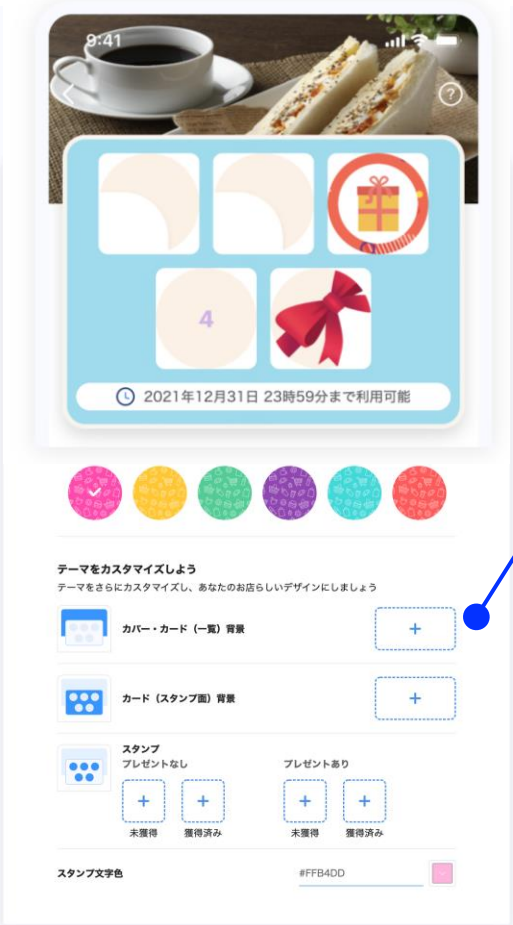 9:41
?
4
2021年12月31日 23時59分まで利用可能
テーマをカスタマイズしよう
テーマをさらにカスタマイズし、あなたのお店らしいデザインにしましょう
カバー・カード（一覧）背景
+
カード（スタンプ面）背景
+
スタンプ
プレゼントなし プレゼントあり
+ + + +
未獲得 獲得済み 未獲得 獲得済み
スタンプ文字色 #FFB4DD